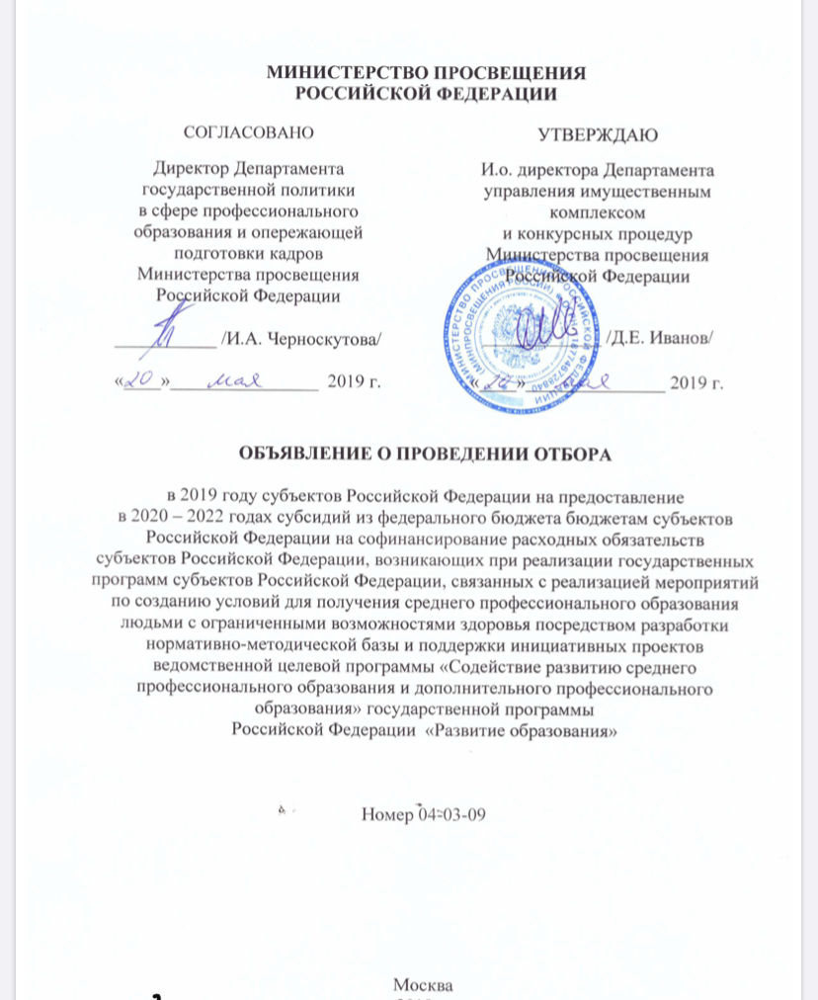 МИНИСТЕРСТВО ПРОСВЕЩЕНИЯ
РОССИЙСКОЙ ФЕДЕРАЦИИ
СОГЛАСОВАНО
Директор Департамента
государственной политики
в сфере профессионального
образования и опережающей
подготовки кадров
Министерства просвещения
Российской Федерации
/И.А. Черноскутова/
«20» мая 2019 г.
УТВЕРЖДАЮ
И.о. директора Департамента
управления имущественным
комплексом
и конкурсных процедур
Министерства просвещения
Российской Федерации
/Д.Е. Иванов/
«20» мая 2019 г.
МИНИСТЕРСТВО ПРОСВЕЩЕНИЯ РОССИЙСКОЙ ФЕДЕРАЦИИ
(МИНПРОСВЕЩЕНИЯ РОССИИ)
ОБЪЯВЛЕНИЕ О ПРОВЕДЕНИИ ОТБОРА
в 2019 году субъектов Российской Федерации на предоставление
в 2020 – 2022 годах субсидий из федерального бюджета бюджетам субъектов
Российской Федерации на софинансирование расходных обязательств
субъектов Российской Федерации, возникающих при реализации государственных
программ субъектов Российской Федерации, связанных с реализацией мероприятий
по созданию условий для получения среднего профессионального образования
людьми с ограниченными возможностями здоровья посредством разработки
нормативно-методической базы и поддержки инициативных проектов
ведомственной целевой программы «Содействие развитию среднего
профессионального образования и дополнительного профессионального
образования» государственной программы
Российской Федерации «Развитие образования»
Номер 04-03-09
Москва